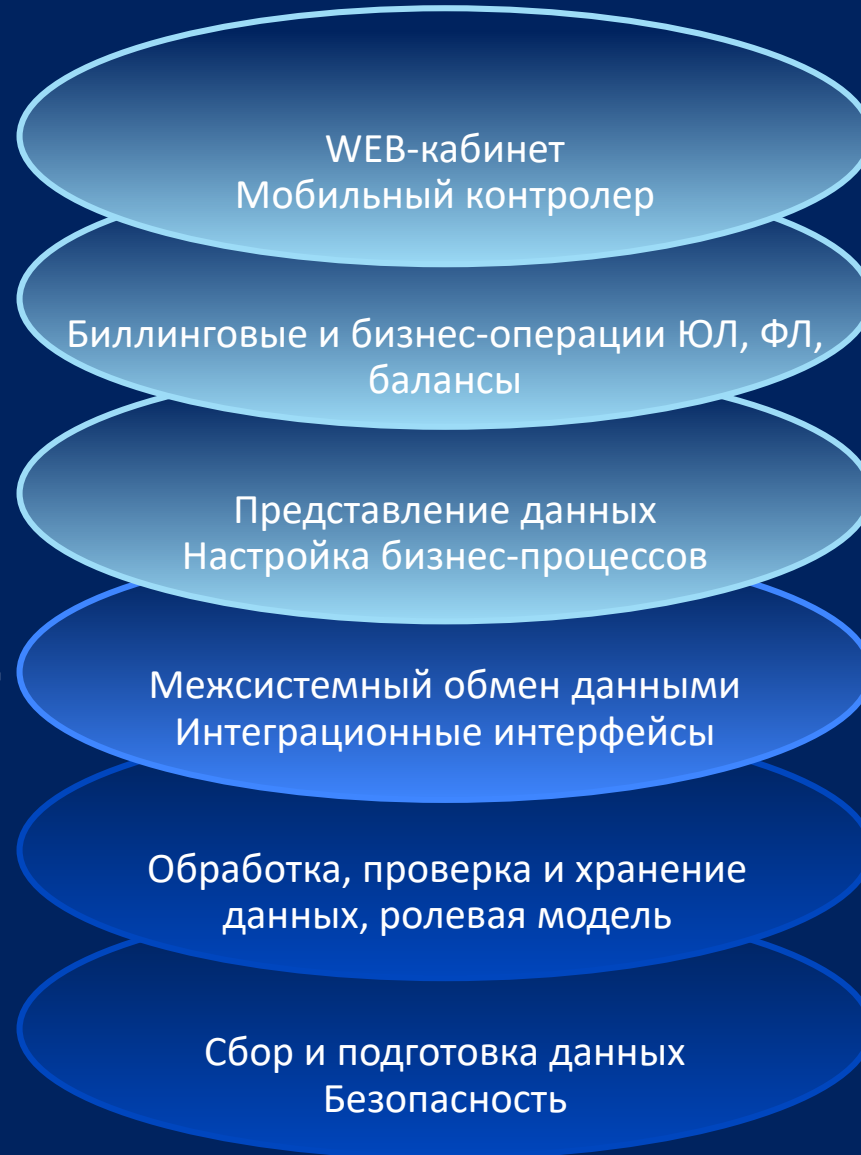 WEB-кабинет
Мобильный контролер
Биллинговые и бизнес-операции ЮЛ, ФЛ,
балансы
Представление данных
Настройка бизнес-процессов
Межсистемный обмен данными
Интеграционные интерфейсы
Обработка, проверка и хранение
данных, ролевая модель
Сбор и подготовка данных
Безопасность